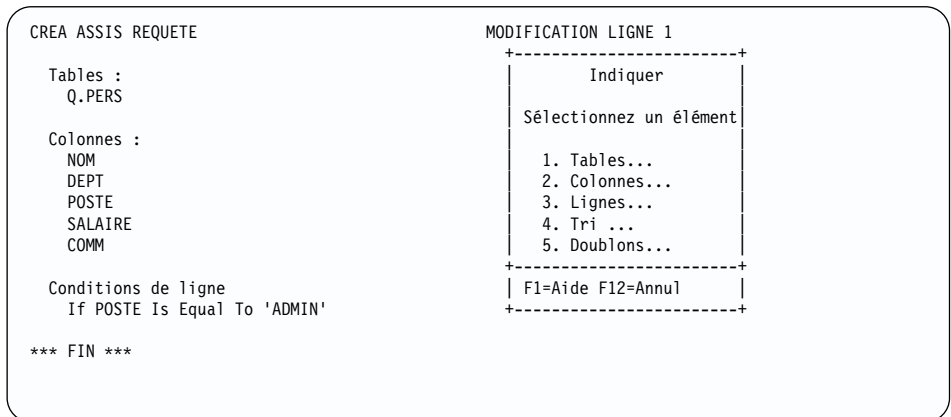 CREA ASSIS REQUETE MODIFICATION LIGNE 1
+------------------------+
Tables : | Indiquer |
Q.PERS | |
| Sélectionnez un élément|
Colonnes : | |
NOM | 1. Tables... |
DEPT | 2. Colonnes... |
POSTE | 3. Lignes... |
SALAIRE | 4. Tri ... |
COMM | 5. Doublons... |
+------------------------+
Conditions de ligne | F1=Aide F12=Annul |
If POSTE Is Equal To 'ADMIN' +------------------------+
*** FIN ***